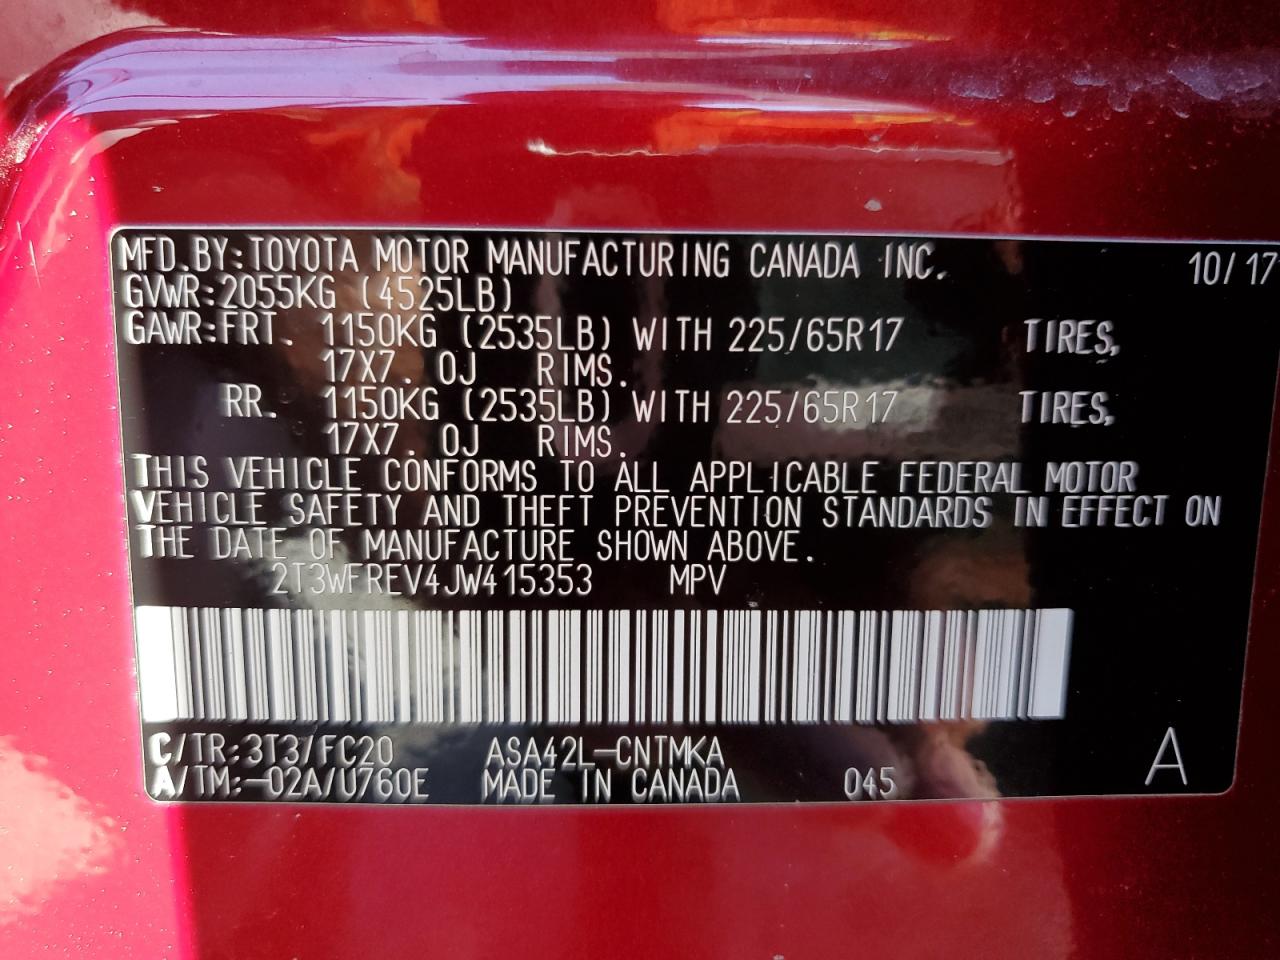 MFD.BY:TOYOTA MOTOR MANUFACTURING CANADA INC. 10/17
GVWR:2055KG (4525LB)
GAWR:FRT. 1150KG (2535LB) WITH 225/65R17 TIRES,
17X7. 0J RIMS.
RR. 1150KG (2535LB) WITH 225/65R17 TIRES,
17X7. 0J RIMS.
THIS VEHICLE CONFORMS TO ALL APPLICABLE FEDERAL MOTOR
VEHICLE SAFETY AND THEFT PREVENTION STANDARDS IN EFFECT ON
THE DATE OF MANUFACTURE SHOWN ABOVE.
2T3WFREV4JW415353 MPV
C/TR:3T3/FC20 ASA42L-CNTMKA A
A/TM:-02A/U760E MADE IN CANADA 045